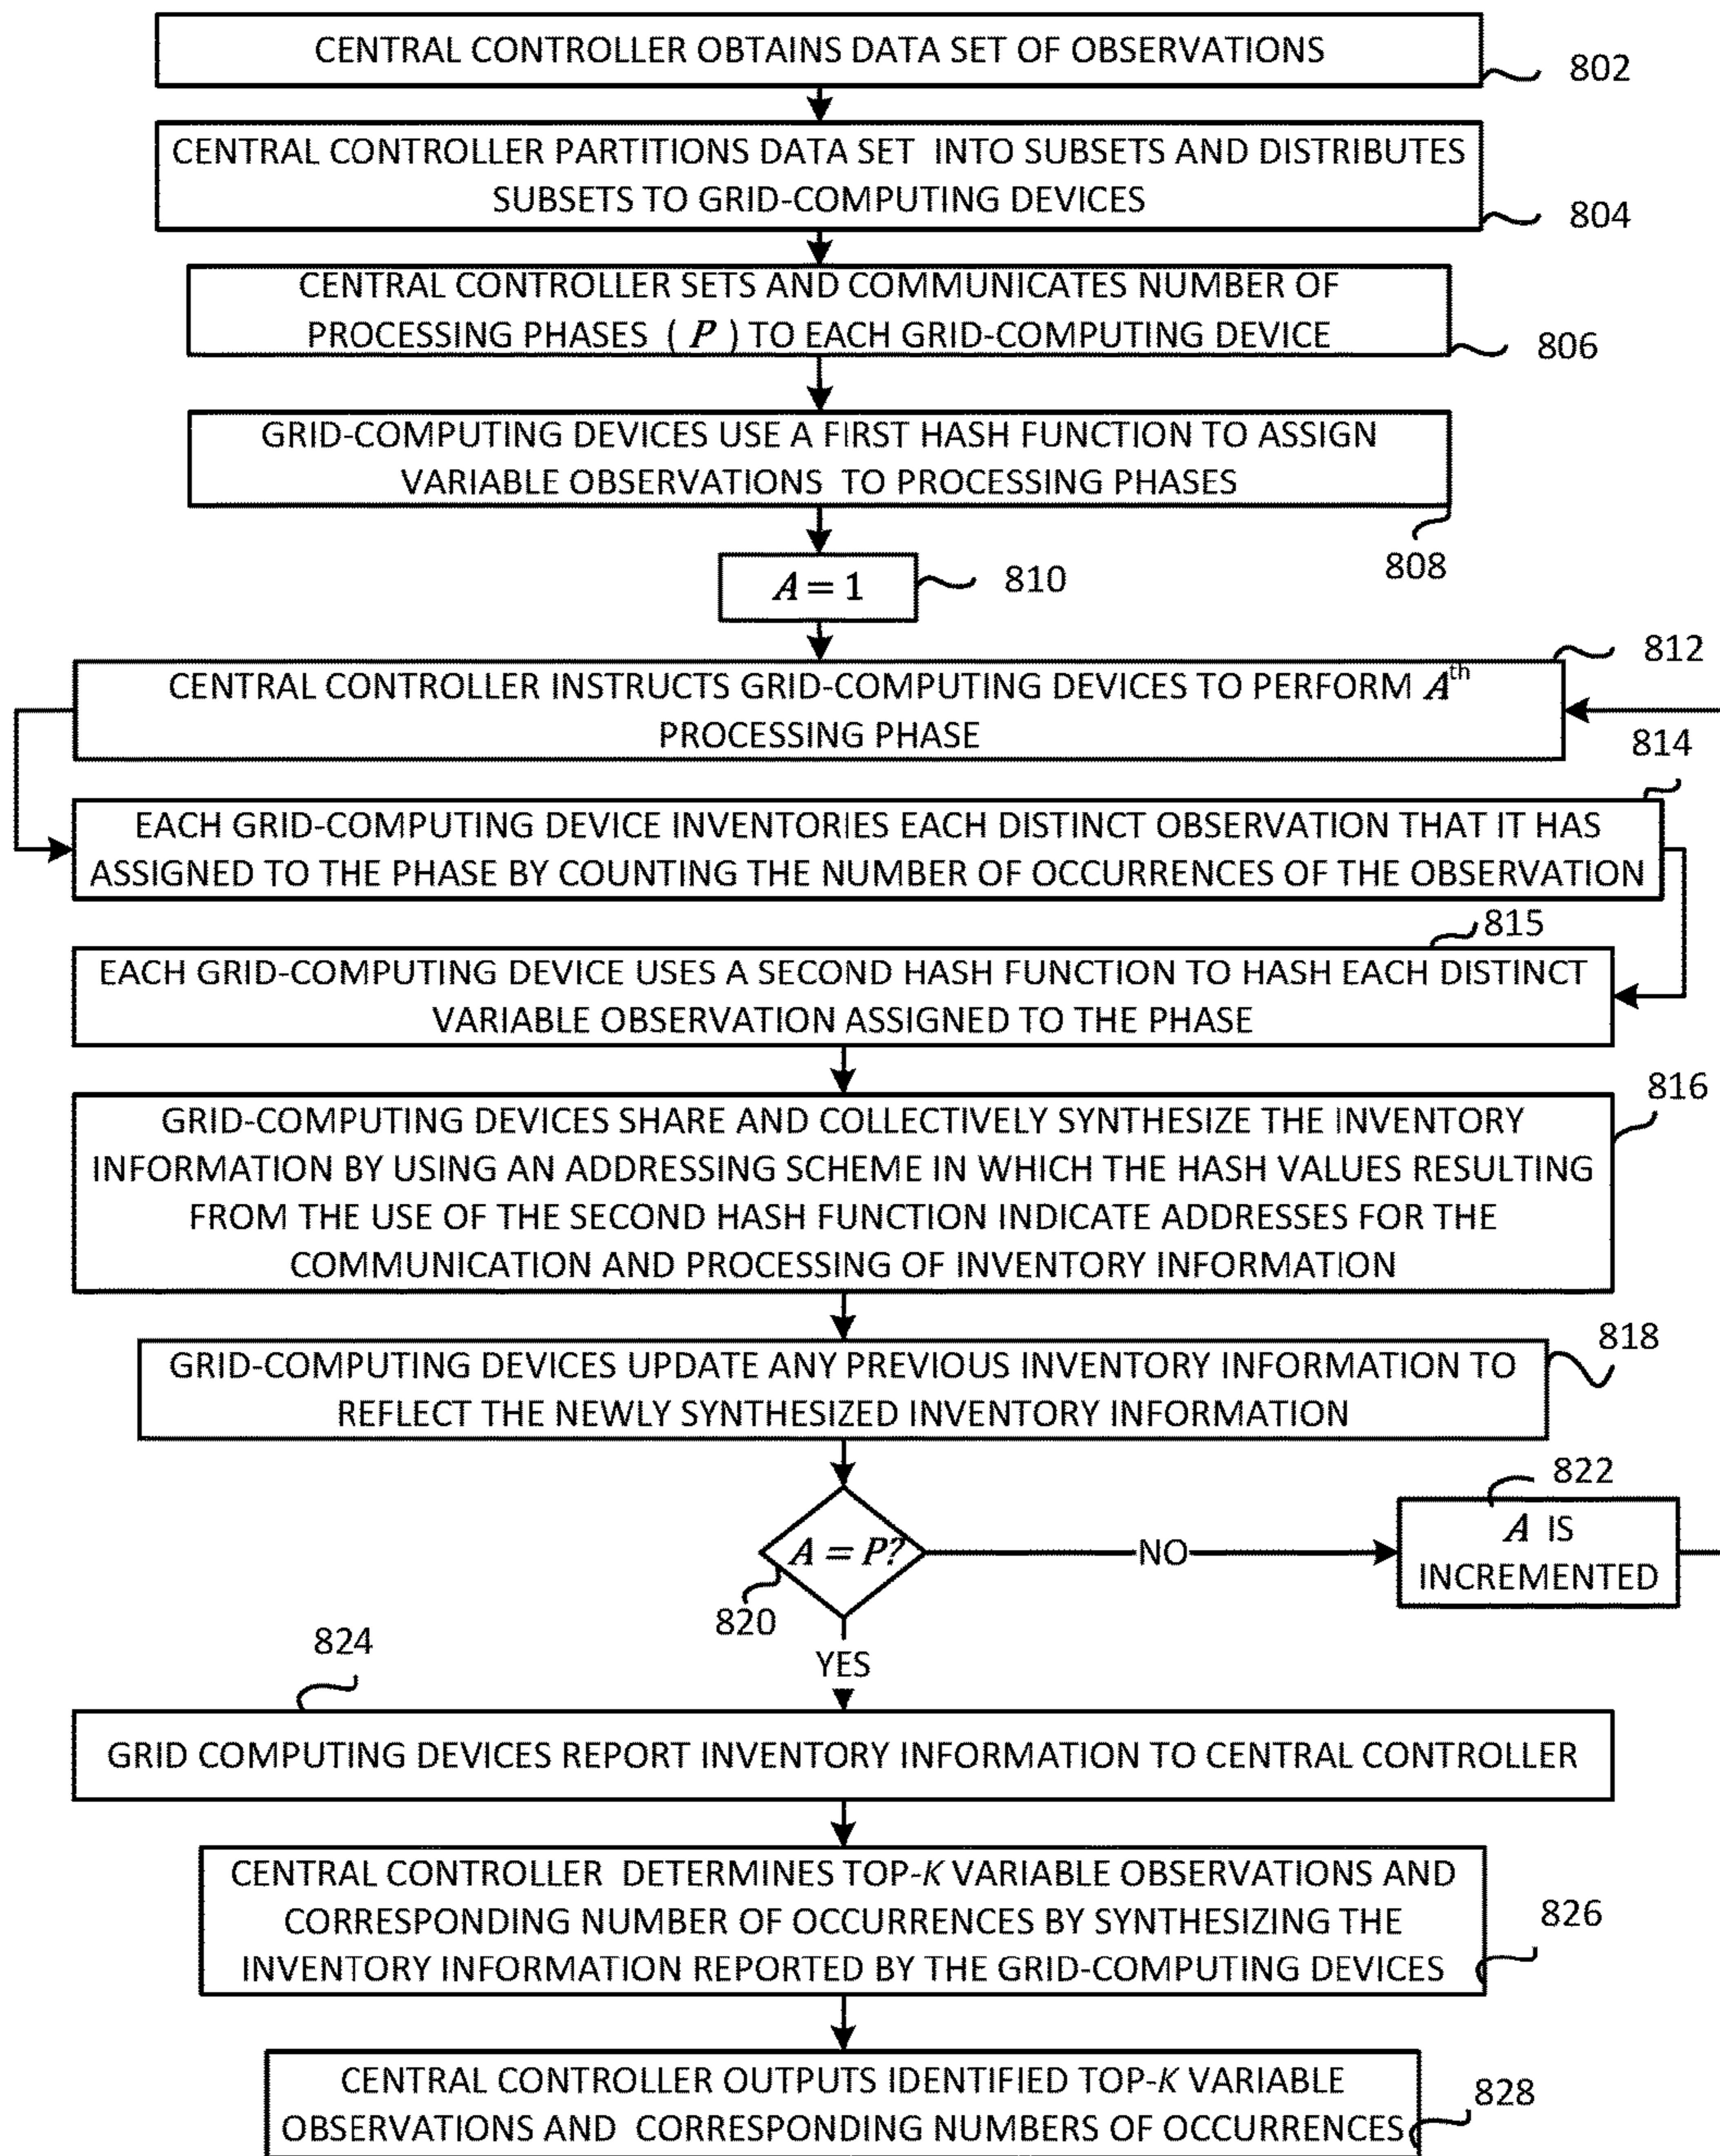 CENTRAL CONTROLLER OBTAINS DATA SET OF OBSERVATIONS
802
CENTRAL CONTROLLER PARTITIONS DATA SET INTO SUBSETS AND DISTRIBUTES
SUBSETS TO GRID-COMPUTING DEVICES
804
CENTRAL CONTROLLER SETS AND COMMUNICATES NUMBER OF
PROCESSING PHASES ( P ) TO EACH GRID-COMPUTING DEVICE
806
GRID-COMPUTING DEVICES USE A FIRST HASH FUNCTION TO ASSIGN
VARIABLE OBSERVATIONS TO PROCESSING PHASES
808
A = 1
810
812
CENTRAL CONTROLLER INSTRUCTS GRID-COMPUTING DEVICES TO PERFORM Ath
PROCESSING PHASE
814
EACH GRID-COMPUTING DEVICE INVENTORIES EACH DISTINCT OBSERVATION THAT IT HAS
ASSIGNED TO THE PHASE BY COUNTING THE NUMBER OF OCCURRENCES OF THE OBSERVATION
815
EACH GRID-COMPUTING DEVICE USES A SECOND HASH FUNCTION TO HASH EACH DISTINCT
VARIABLE OBSERVATION ASSIGNED TO THE PHASE
816
GRID-COMPUTING DEVICES SHARE AND COLLECTIVELY SYNTHESIZE THE INVENTORY
INFORMATION BY USING AN ADDRESSING SCHEME IN WHICH THE HASH VALUES RESULTING
FROM THE USE OF THE SECOND HASH FUNCTION INDICATE ADDRESSES FOR THE
COMMUNICATION AND PROCESSING OF INVENTORY INFORMATION
818
GRID-COMPUTING DEVICES UPDATE ANY PREVIOUS INVENTORY INFORMATION TO
REFLECT THE NEWLY SYNTHESIZED INVENTORY INFORMATION
822
A = P?
NO
A IS
INCREMENTED
820
824
YES
GRID COMPUTING DEVICES REPORT INVENTORY INFORMATION TO CENTRAL CONTROLLER
CENTRAL CONTROLLER DETERMINES TOP-K VARIABLE OBSERVATIONS AND
CORRESPONDING NUMBER OF OCCURRENCES BY SYNTHESIZING THE
INVENTORY INFORMATION REPORTED BY THE GRID-COMPUTING DEVICES
826
CENTRAL CONTROLLER OUTPUTS IDENTIFIED TOP-K VARIABLE
OBSERVATIONS AND CORRESPONDING NUMBERS OF OCCURRENCES
828